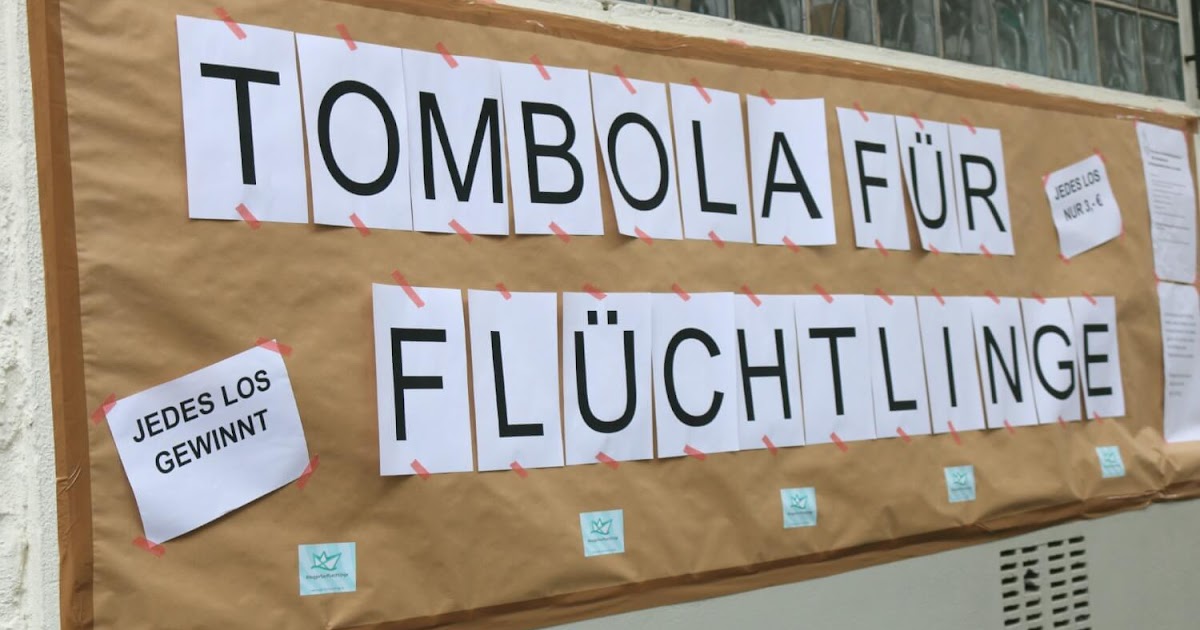 TOMBOLA FÜR
FLÜCHTLINGE
JEDES LOS
NUR 3,- €
JEDES LOS
GEWINNT